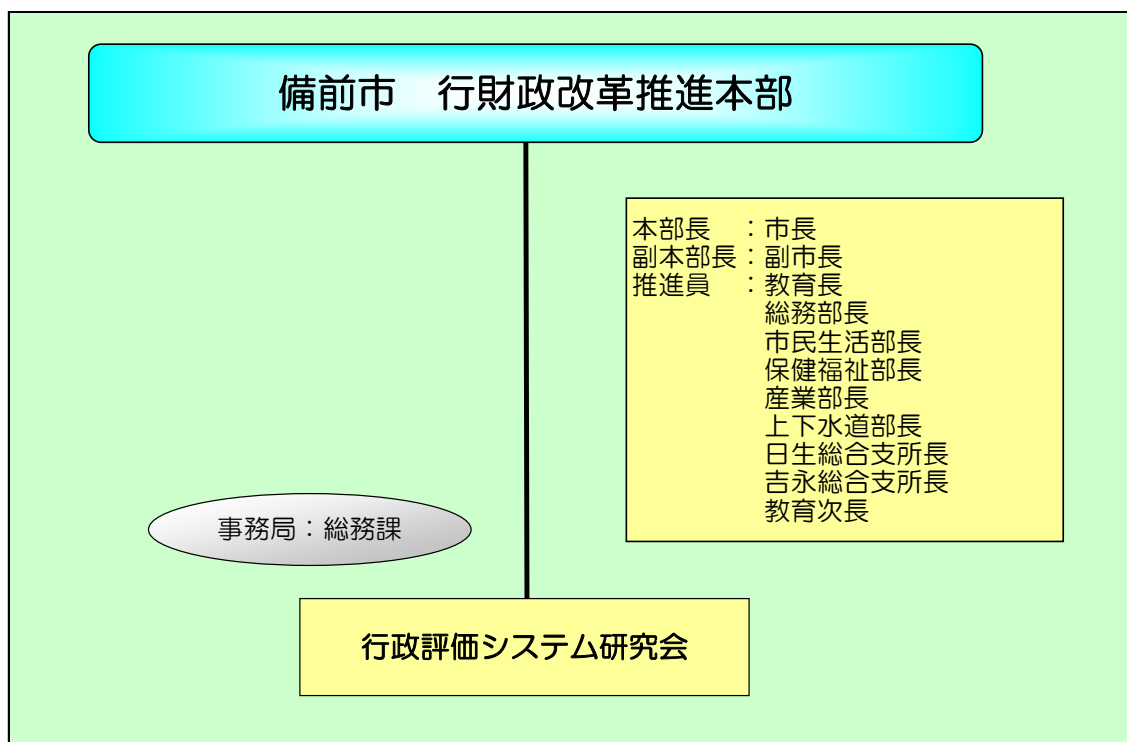 備前市　行財政改革推進本部
本部長　：市長
副本部長：副市長
推進員　：教育長
総務部長
市民生活部長
保健福祉部長
産業部長
上下水道部長
日生総合支所長
吉永総合支所長
教育次長
事務局：総務課
行政評価システム研究会